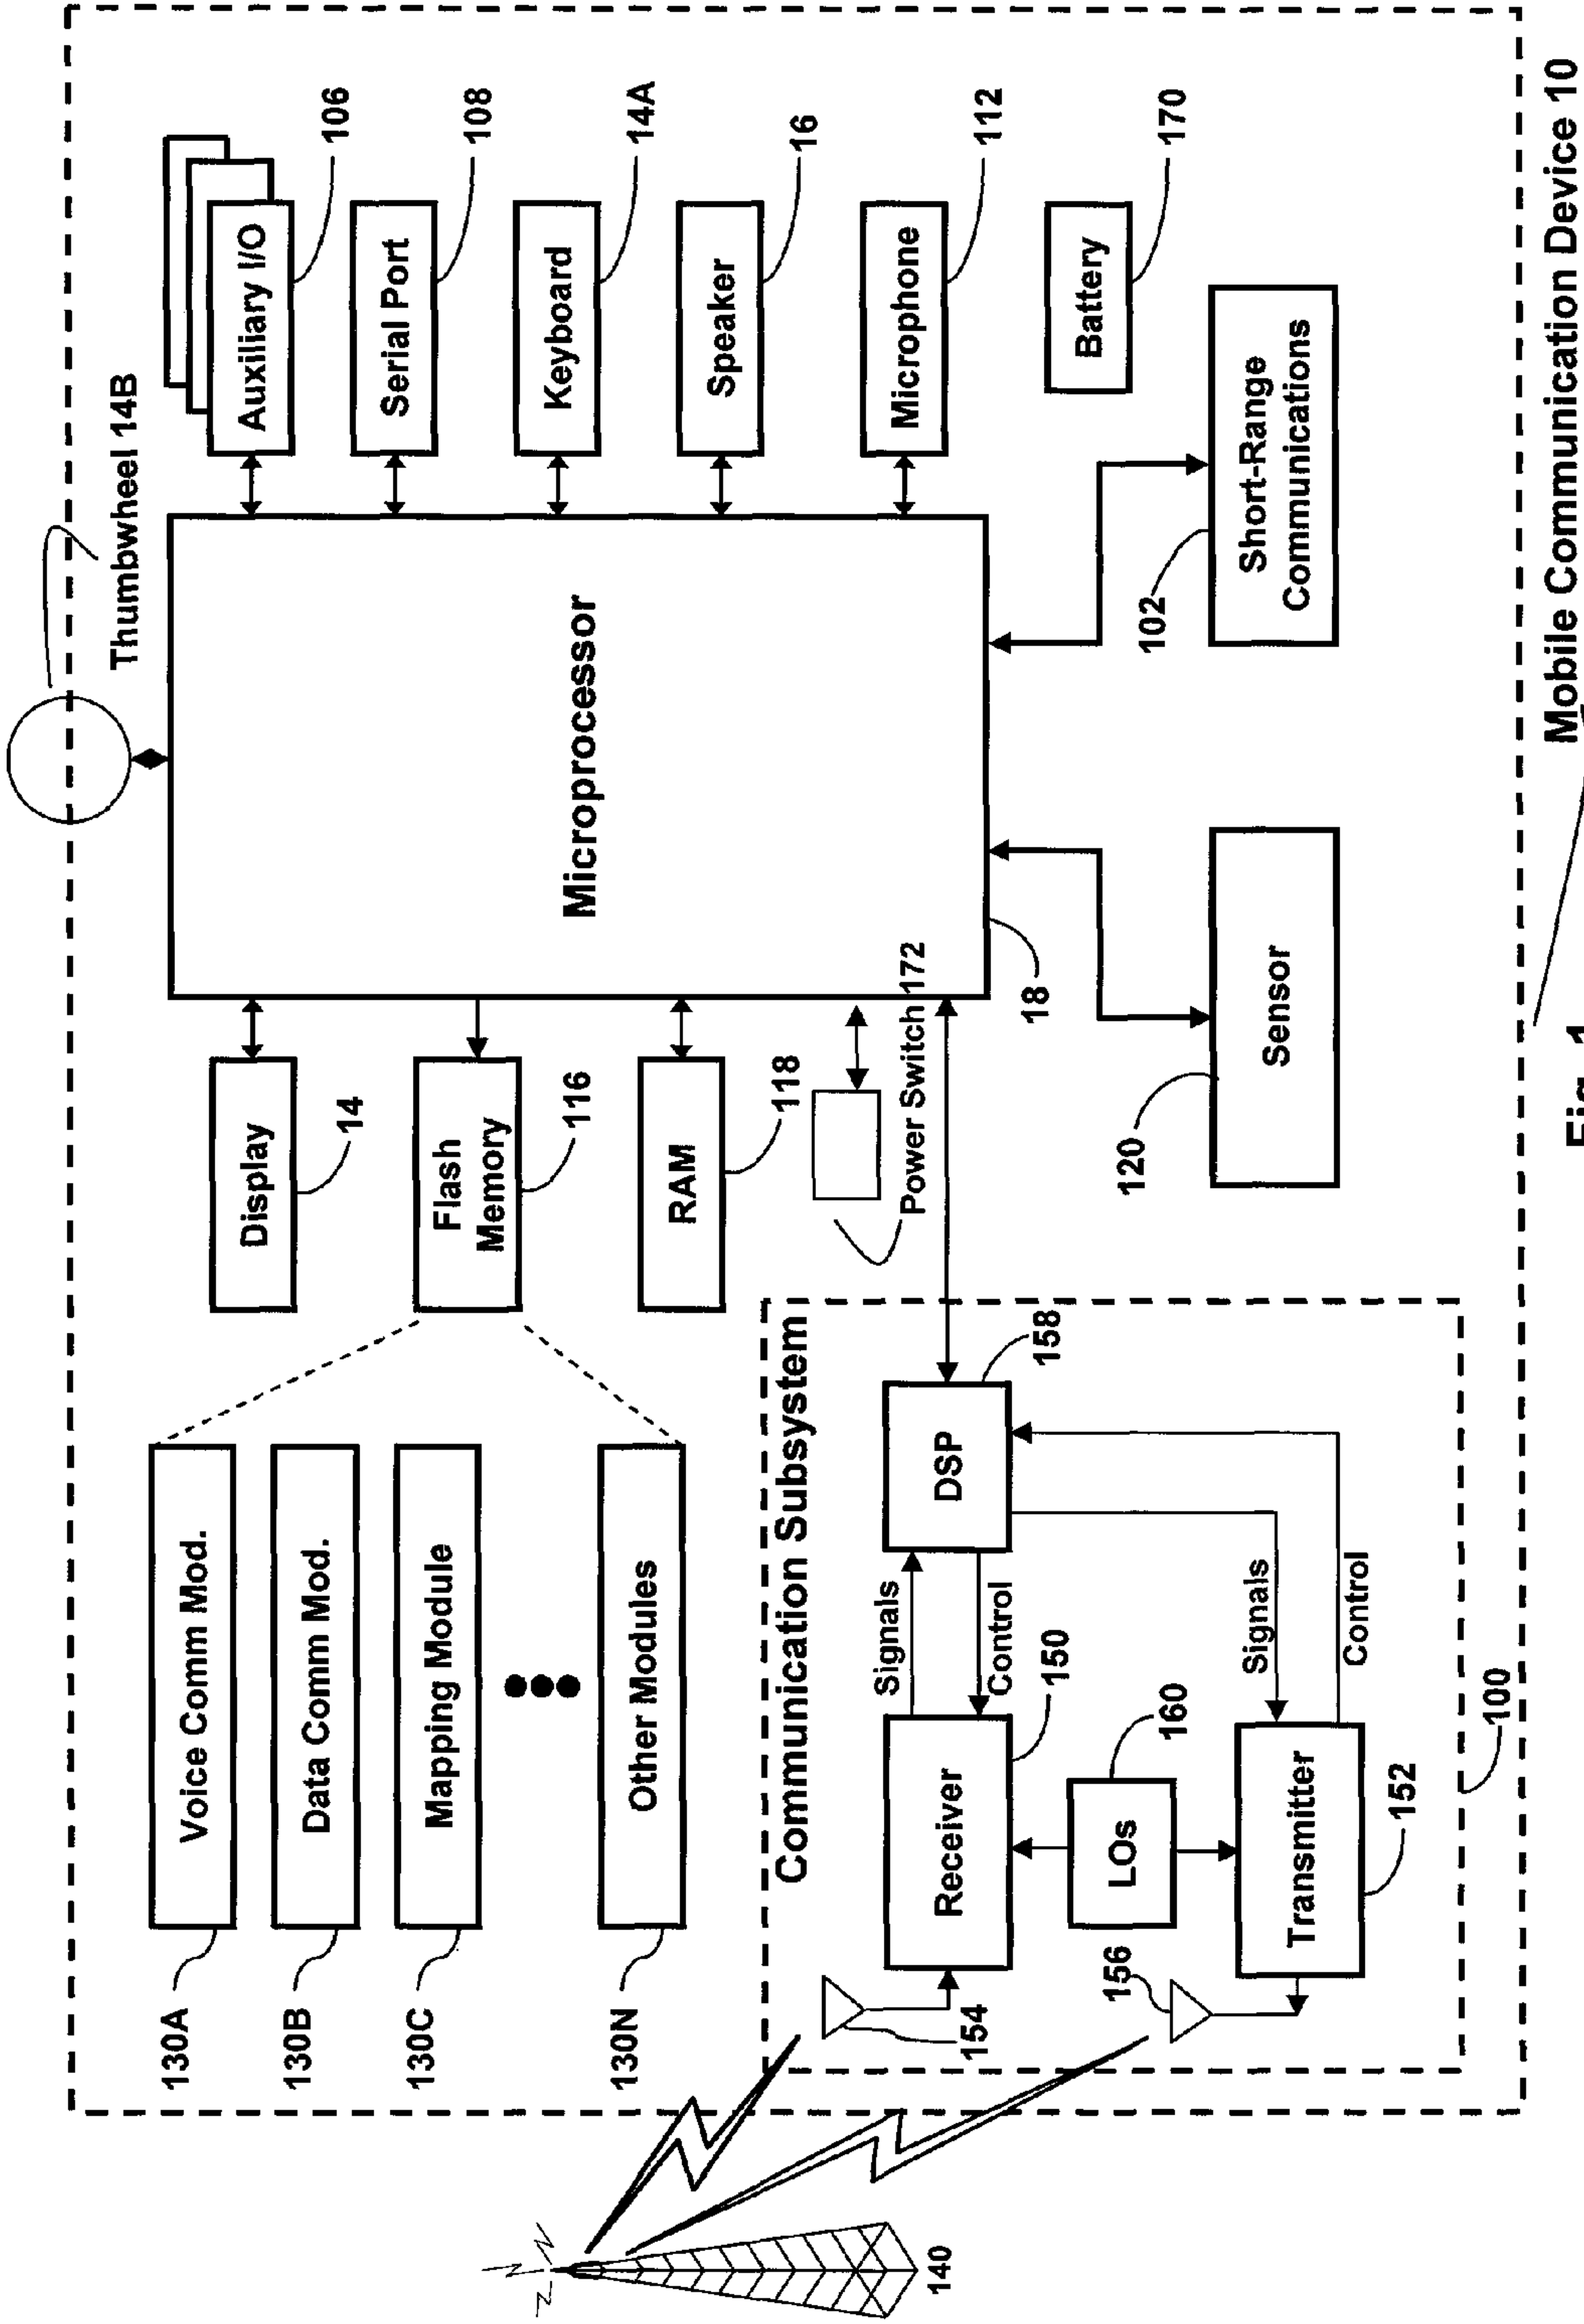 Thumbwheel 14B
130A
Voice Comm Mod.
130B
Data Comm Mod.
130C
Mapping Module
130N
Other Modules
Display
14
Flash
Memory
116
RAM
118
Power Switch 172
Microprocessor
18
Auxiliary I/O
106
Serial Port
108
Keyboard
14A
Speaker
16
Microphone
112
Battery
170
Short-Range
Communications
102
Sensor
120
Communication Subsystem
DSP
158
Signals
Control
Receiver
150
LOs
160
Signals
Control
Transmitter
152
154
156
100
140
Mobile Communication Device 10
Fig. 1